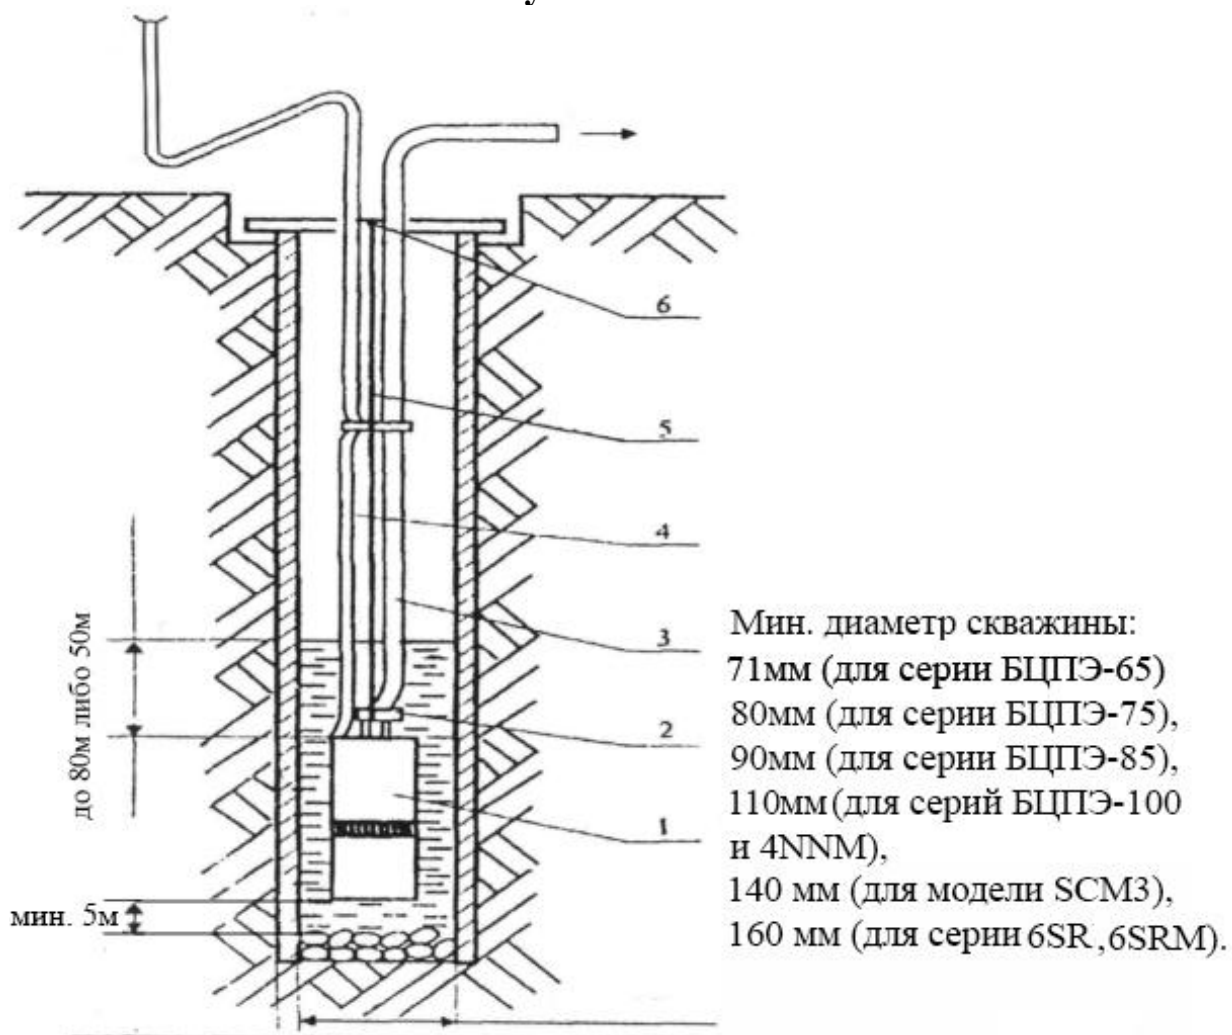 6
5
4
3
2
1
до 80м либо 50м
мин. 5м
Мин. диаметр скважины:
71мм (для серии БЦПЭ-65)
80мм (для серии БЦПЭ-75),
90мм (для серии БЦПЭ-85),
110мм (для серий БЦПЭ-100
и 4NNM),
140 мм (для модели SCM3),
160 мм (для серии 6SR ,6SRM).